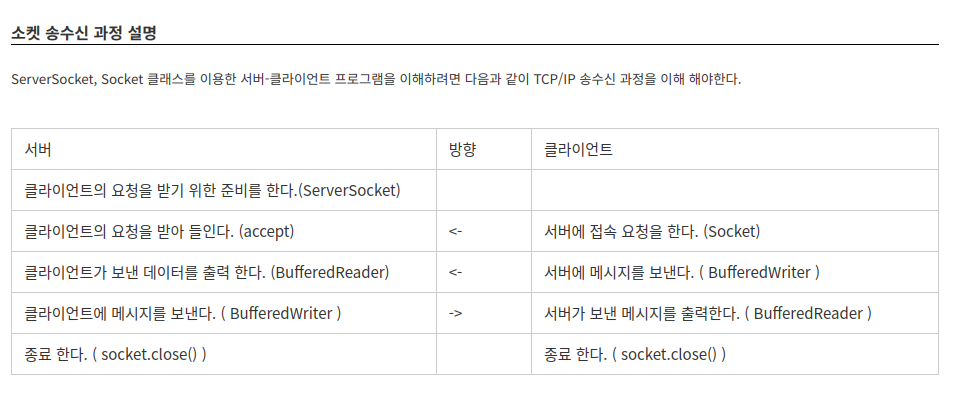 소켓 송수신 과정 설명
ServerSocket, Socket 클래스를 이용한 서버-클라이언트 프로그램을 이해하려면 다음과 같이 TCP/IP 송수신 과정을 이해 해야한다.
서버 방향 클라이언트
클라이언트의 요청을 받기 위한 준비를 한다.(ServerSocket)
클라이언트의 요청을 받아 들인다. (accept) <- 서버에 접속 요청을 한다. (Socket)
클라이언트가 보낸 데이터를 출력 한다. (BufferedReader) <- 서버에 메시지를 보낸다. ( BufferedWriter )
클라이언트에 메시지를 보낸다. ( BufferedWriter ) -> 서버가 보낸 메시지를 출력한다. ( BufferedReader )
종료 한다. ( socket.close() ) 종료 한다. ( socket.close() )